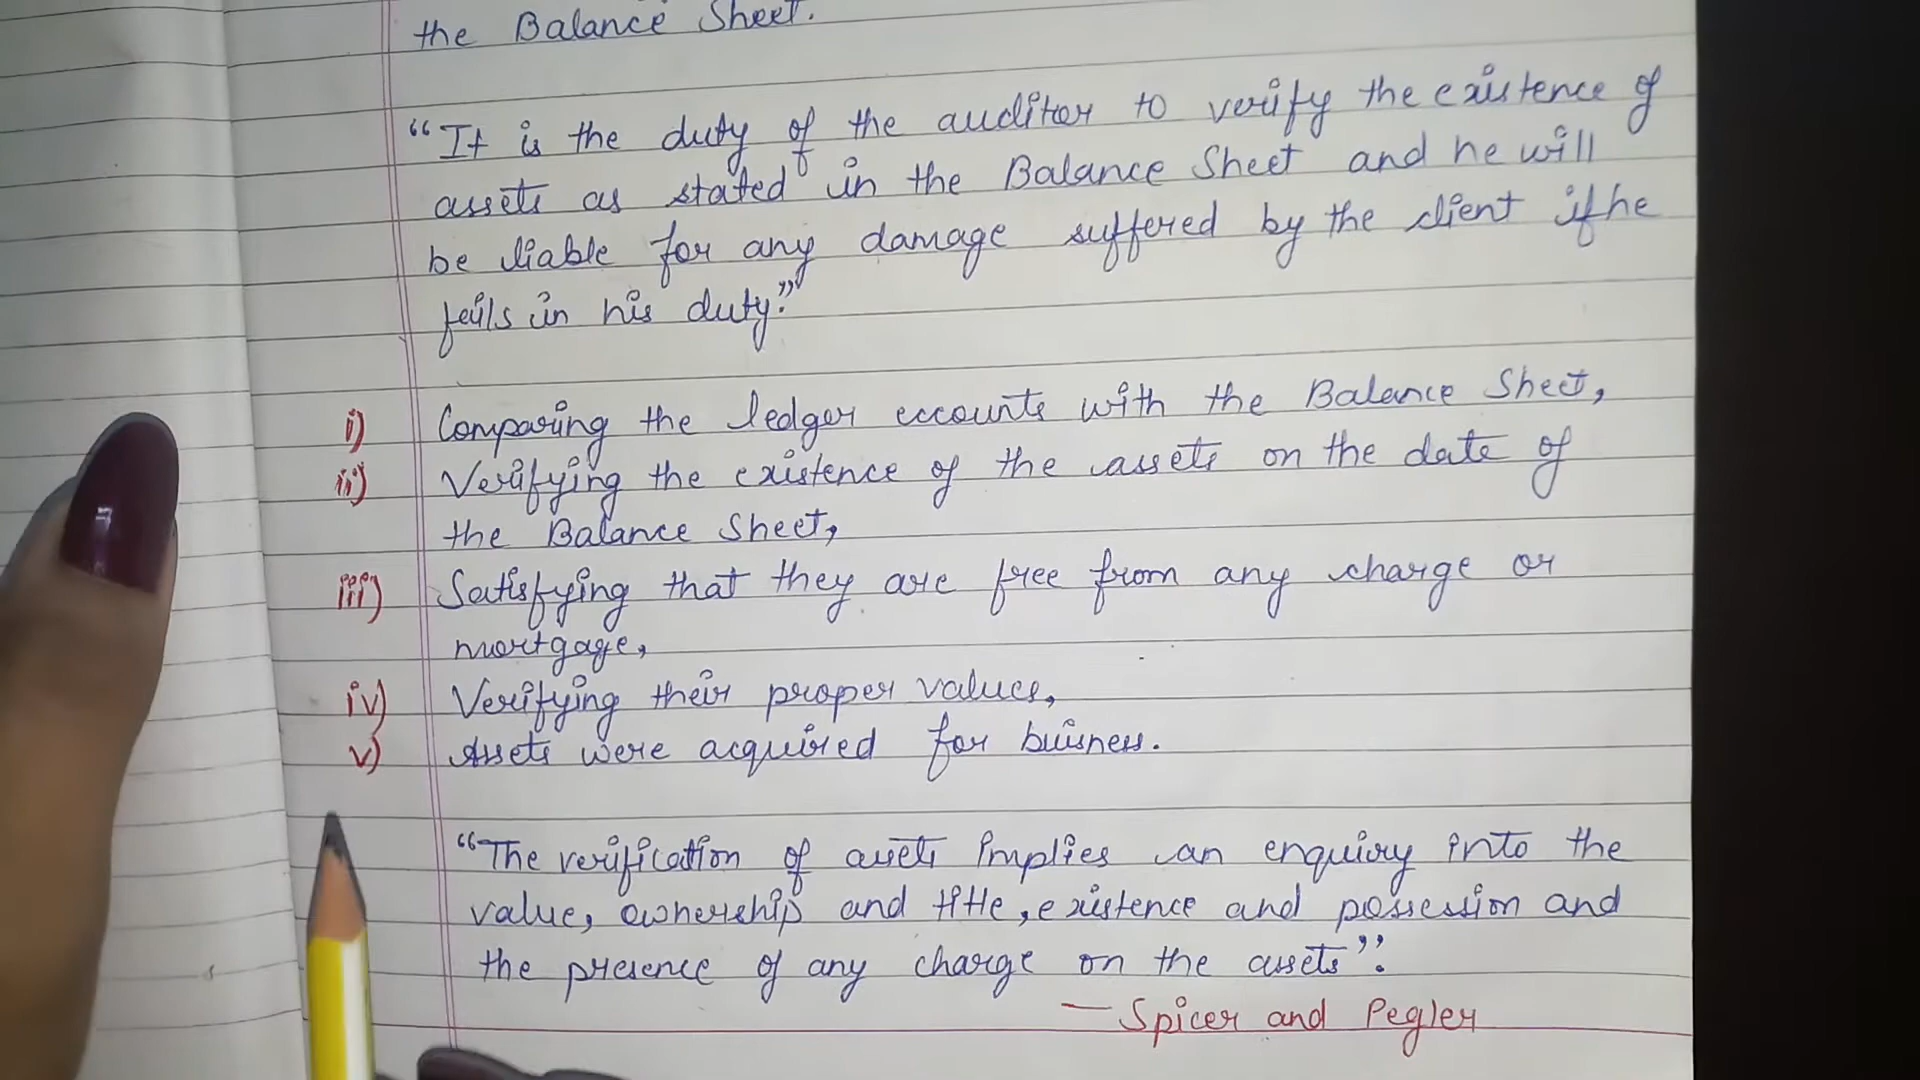 the Balance Sheet.
“It is the duty of the auditor to verify the existence of
assets as stated in the Balance Sheet and he will
be liable for any damage suffered by the client if he
fails in his duty.”
i) Comparing the ledger accounts with the Balance Sheet,
ii) Verifying the existence of the assets on the date of
the Balance Sheet,
iii) Satisfying that they are free from any charge or
mortgage,
iv) Verifying their proper values,
v) Assets were acquired for buisness.
“The verification of assets implies an enquiry into the
value, ownership and title, existence and possession and
the presence of any charge on the assets”.
— Spicer and Pegler